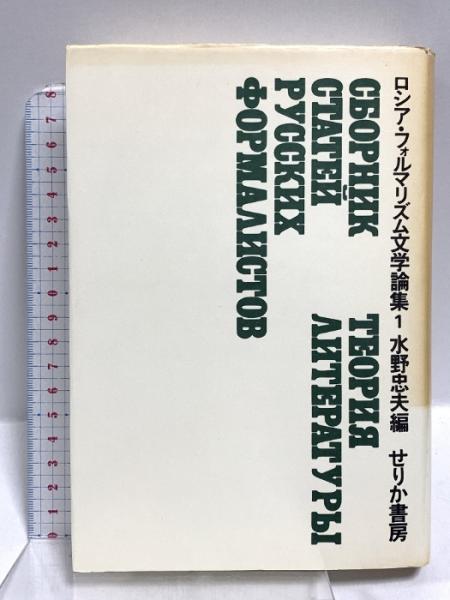 ロシア・フォルマリズム文学論集1 水野忠夫編 せりか書房
СБОРНИК
СТАТЕЙ
РУССКИХ
ФОРМАЛИСТОВ
ТЕОРИЯ
ЛИТЕРАТУРЫ